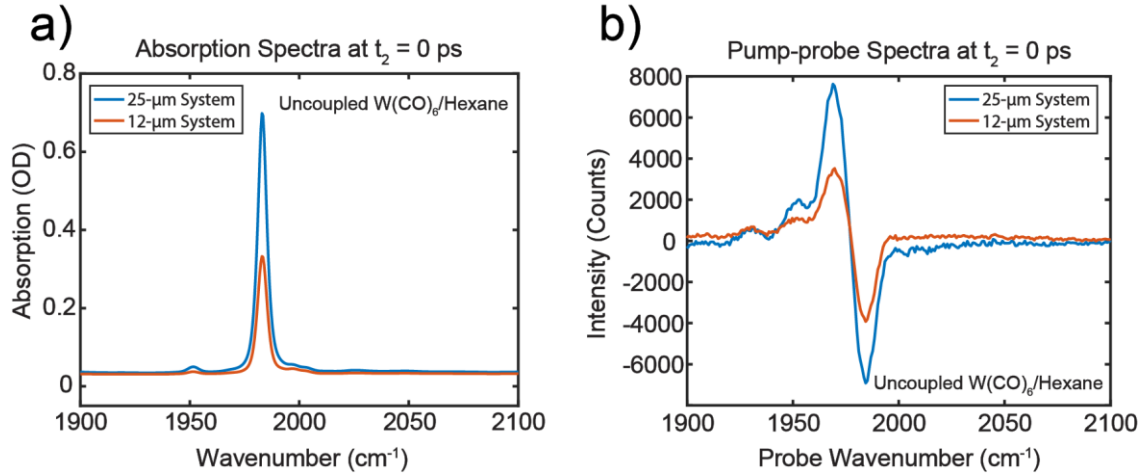 a)
Absorption Spectra at t₂ = 0 ps
0.8
0.6
0.4
0.2
0
Absorption (OD)
25-μm System
12-μm System
Uncoupled W(CO)₆/Hexane
1900 1950 2000 2050 2100
Wavenumber (cm⁻¹)
b)
Pump-probe Spectra at t₂ = 0 ps
8000
6000
4000
2000
0
-2000
-4000
-6000
Intensity (Counts)
25-μm System
12-μm System
Uncoupled W(CO)₆/Hexane
1900 1950 2000 2050 2100
Probe Wavenumber (cm⁻¹)